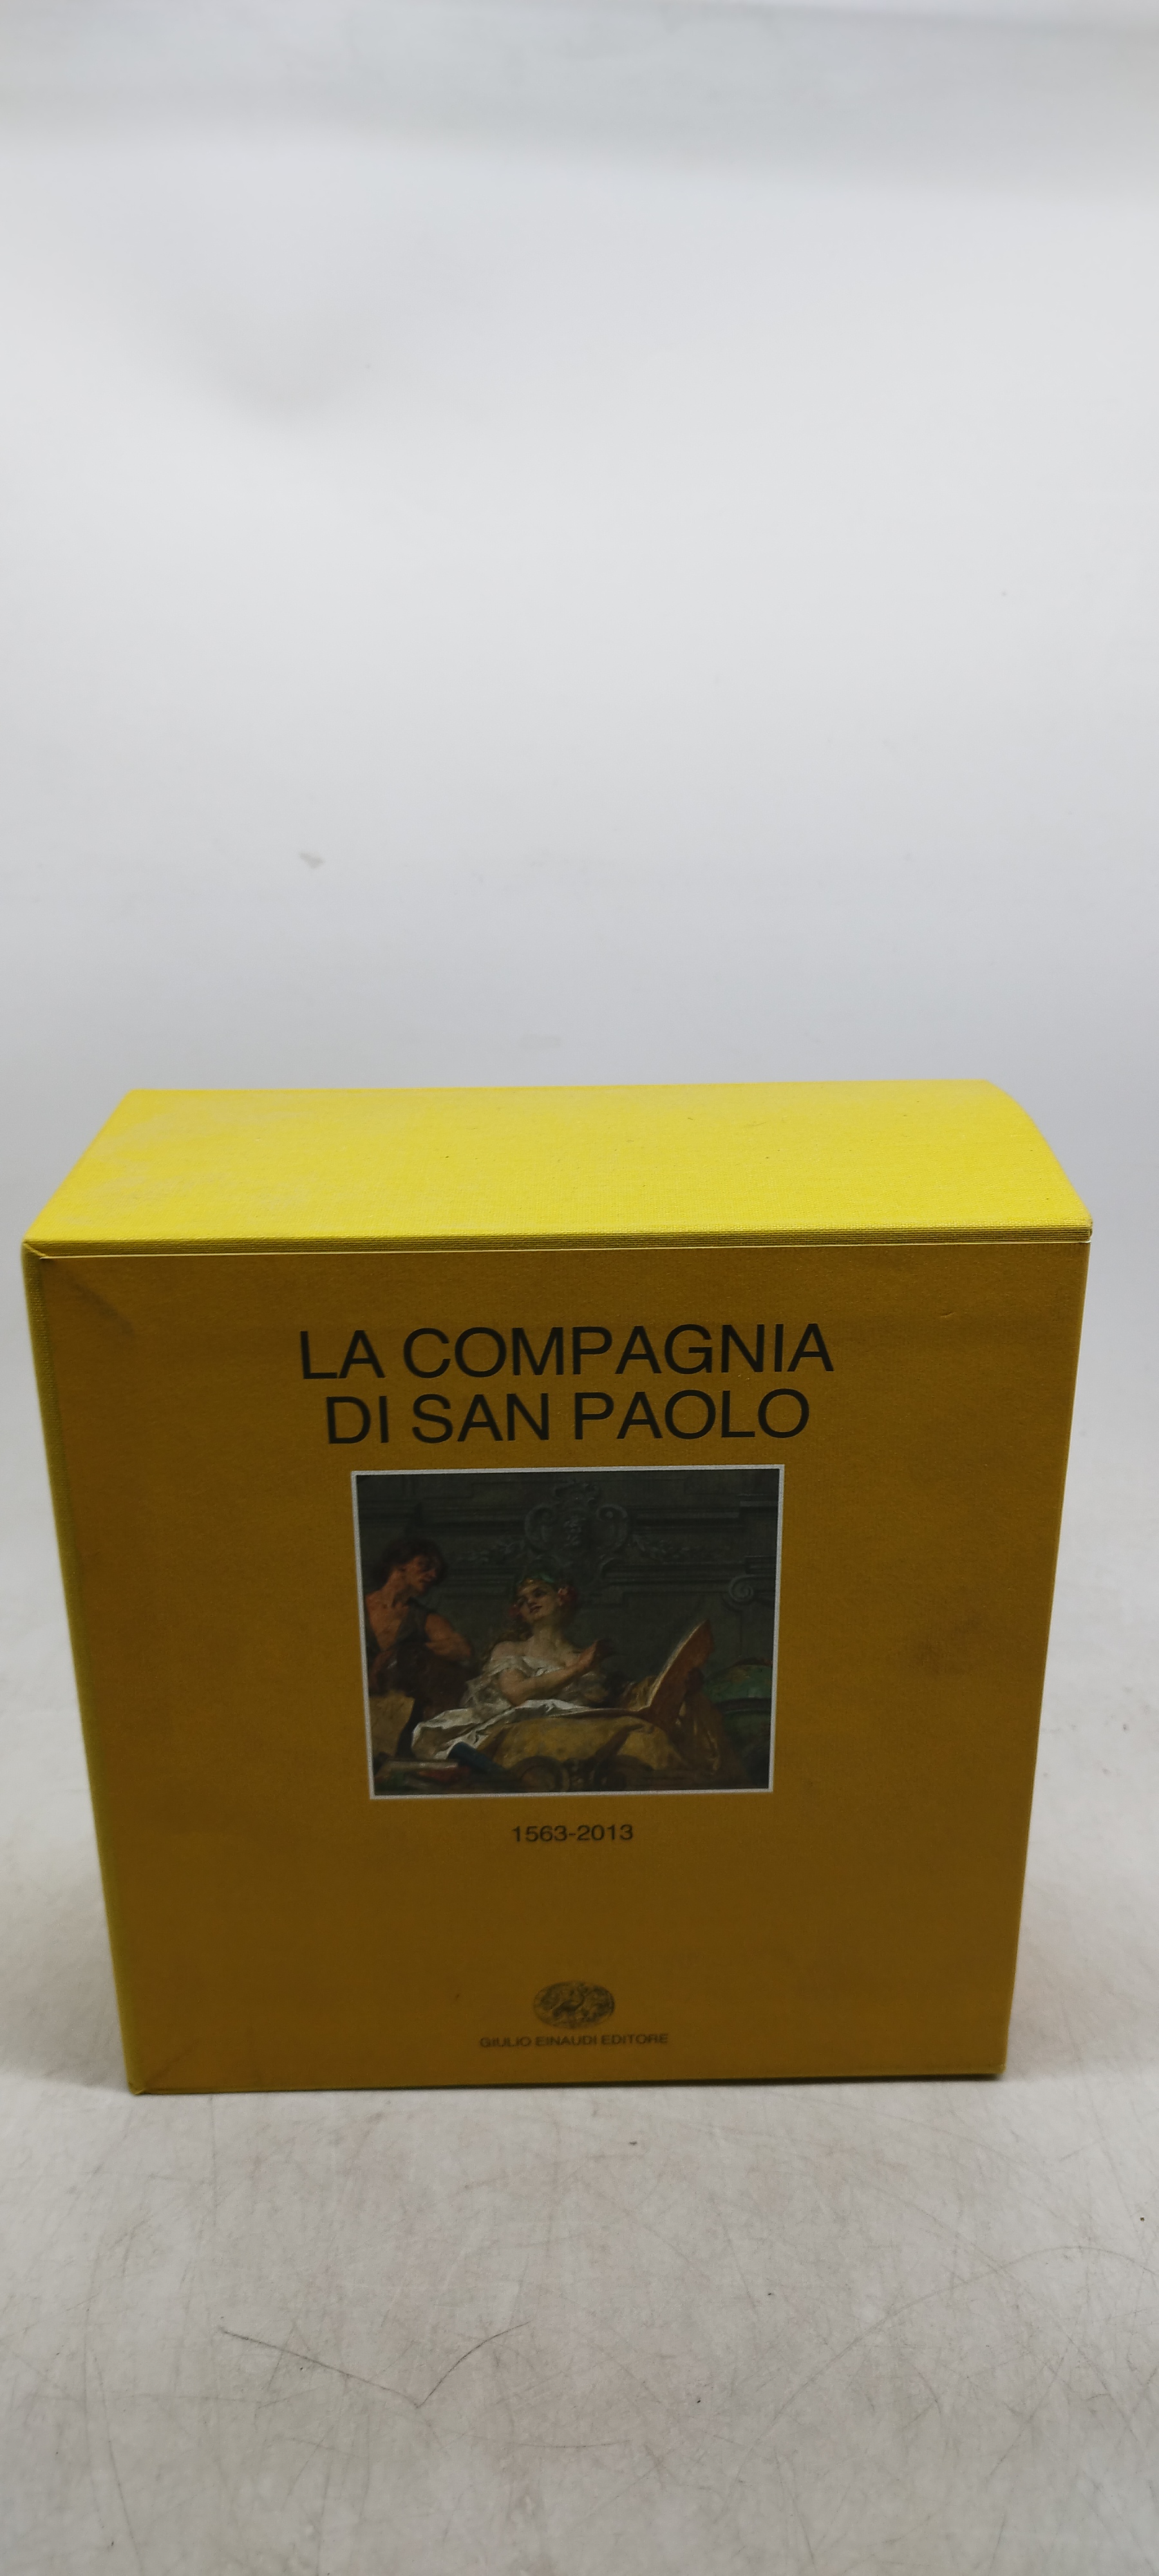 LA COMPAGNIA
DI SAN PAOLO
1563-2013
GIULIO EINAUDI EDITORE